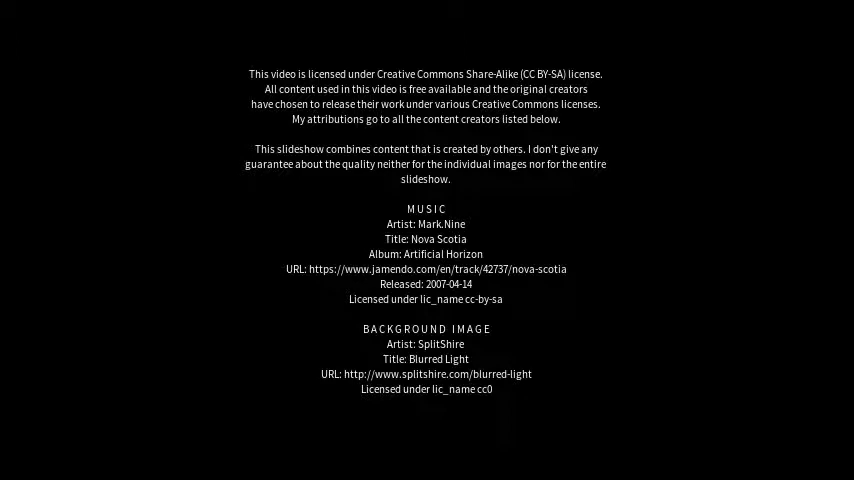 This video is licensed under Creative Commons Share-Alike (CC BY-SA) license.
All content used in this video is free available and the original creators
have chosen to release their work under various Creative Commons licenses.
My attributions go to all the content creators listed below.
This slideshow combines content that is created by others. I don't give any
guarantee about the quality neither for the individual images nor for the entire
slideshow.
MUSIC
Artist: Mark.Nine
Title: Nova Scotia
Album: Artificial Horizon
URL: https://www.jamendo.com/en/track/42737/nova-scotia
Released: 2007-04-14
Licensed under lic_name cc-by-sa
BACKGROUND IMAGE
Artist: SplitShire
Title: Blurred Light
URL: http://www.splitshire.com/blurred-light
Licensed under lic_name cc0